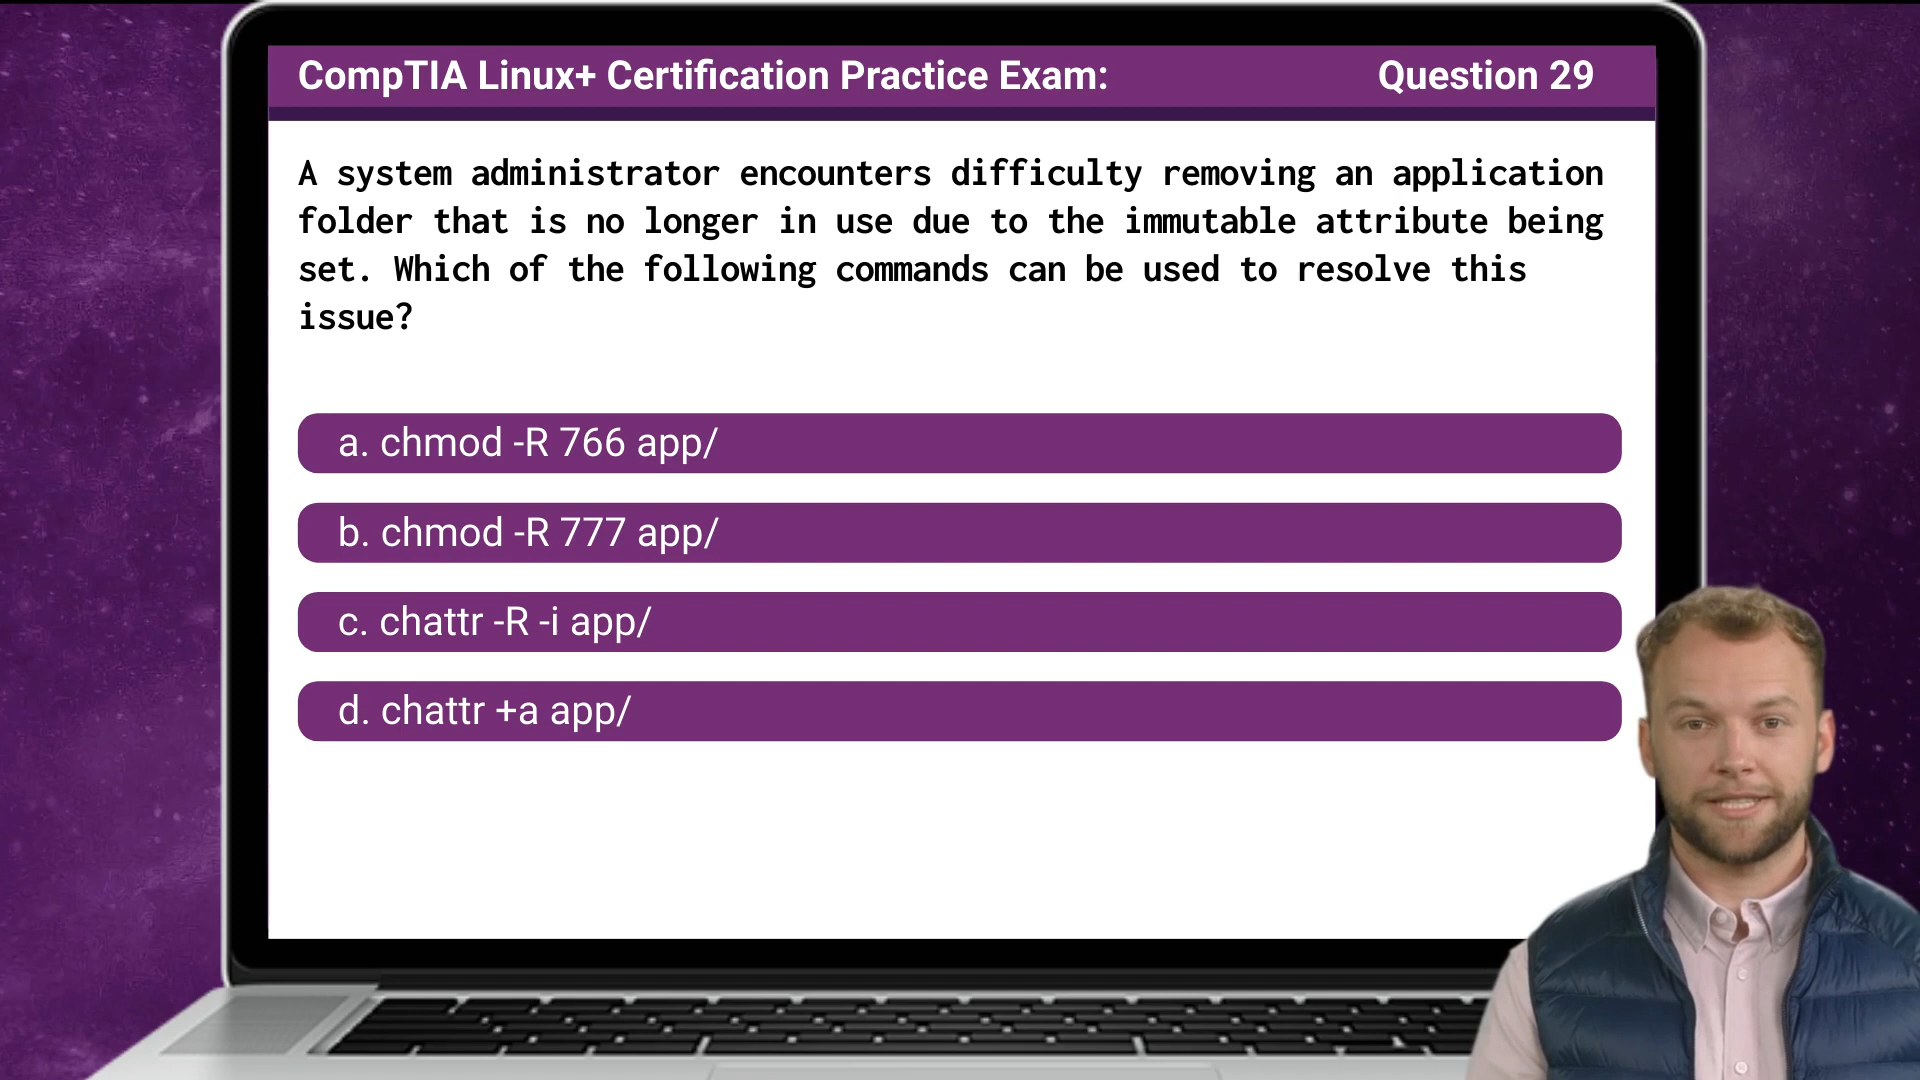 CompTIA Linux+ Certification Practice Exam: Question 29
A system administrator encounters difficulty removing an application
folder that is no longer in use due to the immutable attribute being
set. Which of the following commands can be used to resolve this
issue?
a. chmod -R 766 app/
b. chmod -R 777 app/
c. chattr -R -i app/
d. chattr +a app/